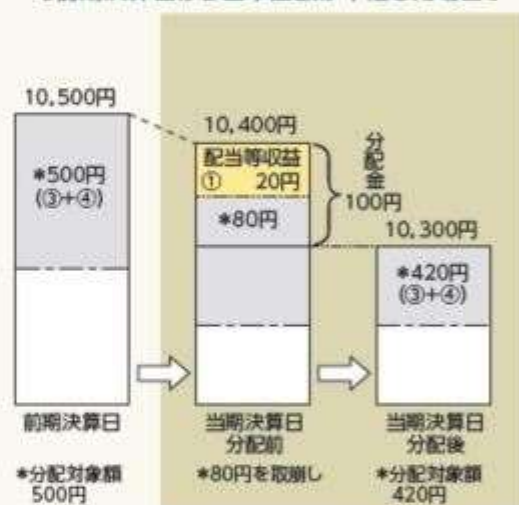 10,500円
*500円
(③+④)
前期決算日
*分配対象額
500円
10,400円
配当等収益
① 20円
*80円
分配金
100円
当期決算日
分配前
*80円を取崩し
10,300円
*420円
(③+④)
当期決算日
分配後
*分配対象額
420円